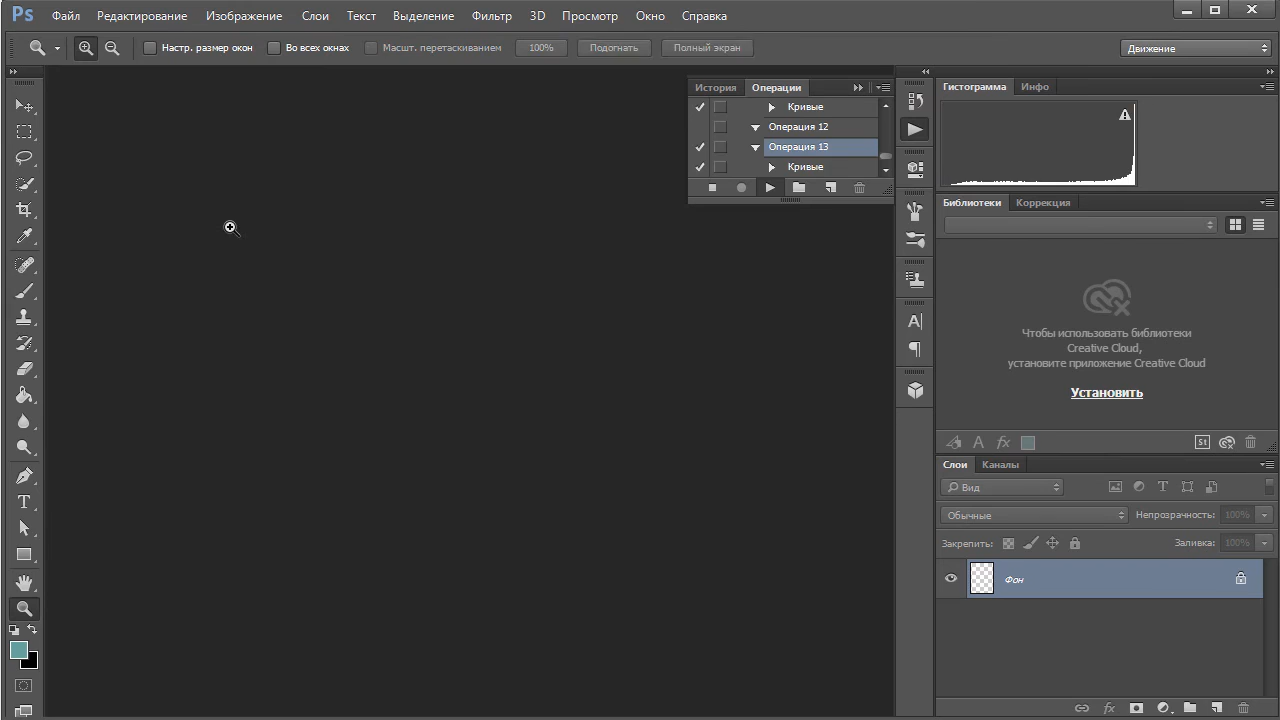 Ps Файл Редактирование Изображение Слои Текст Выделение Фильтр 3D Просмотр Окно Справка
Настр. размер окон Во всех окнах Масшт. перетаскиванием 100% Подогнать Полный экран Движение
История Операции
Кривые
Операция 12
Операция 13
Кривые
Гистограмма Инфо
Библиотеки Коррекция
Чтобы использовать библиотеки
Creative Cloud,
установите приложение Creative Cloud
Установить
A fx St
Слои Каналы
Вид
Обычные Непрозрачность: 100%
Закрепить: Заливка: 100%
Фон
fx